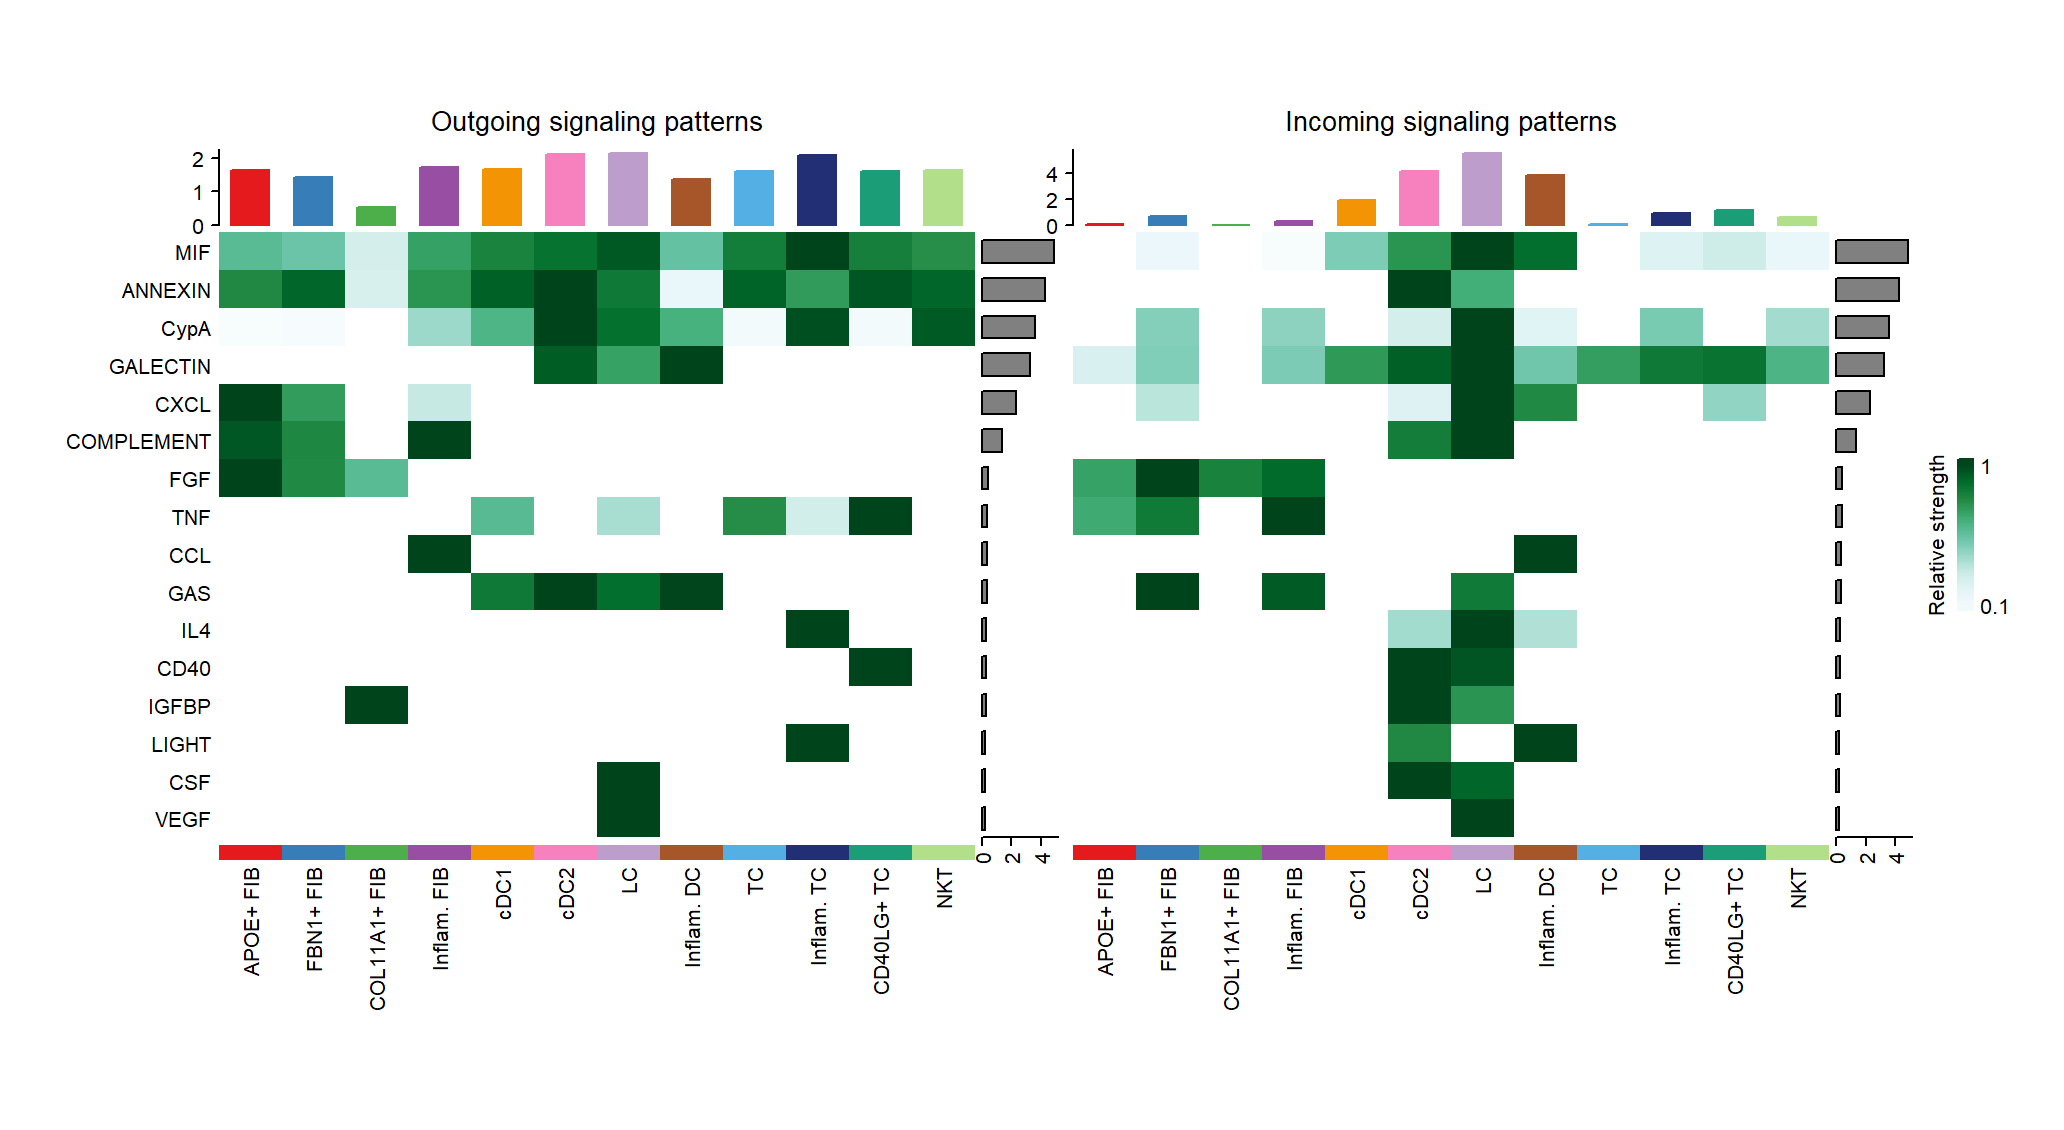 Outgoing signaling patterns
Incoming signaling patterns
2
1
0
4
2
0
MIF
ANNEXIN
CypA
GALECTIN
CXCL
COMPLEMENT
FGF
TNF
CCL
GAS
IL4
CD40
IGFBP
LIGHT
CSF
VEGF
0 2 4
0 2 4
APOE+ FIB
FBN1+ FIB
COL11A1+ FIB
Inflam. FIB
cDC1
cDC2
LC
Inflam. DC
TC
Inflam. TC
CD40LG+ TC
NKT
APOE+ FIB
FBN1+ FIB
COL11A1+ FIB
Inflam. FIB
cDC1
cDC2
LC
Inflam. DC
TC
Inflam. TC
CD40LG+ TC
NKT
Relative strength
1
0.1